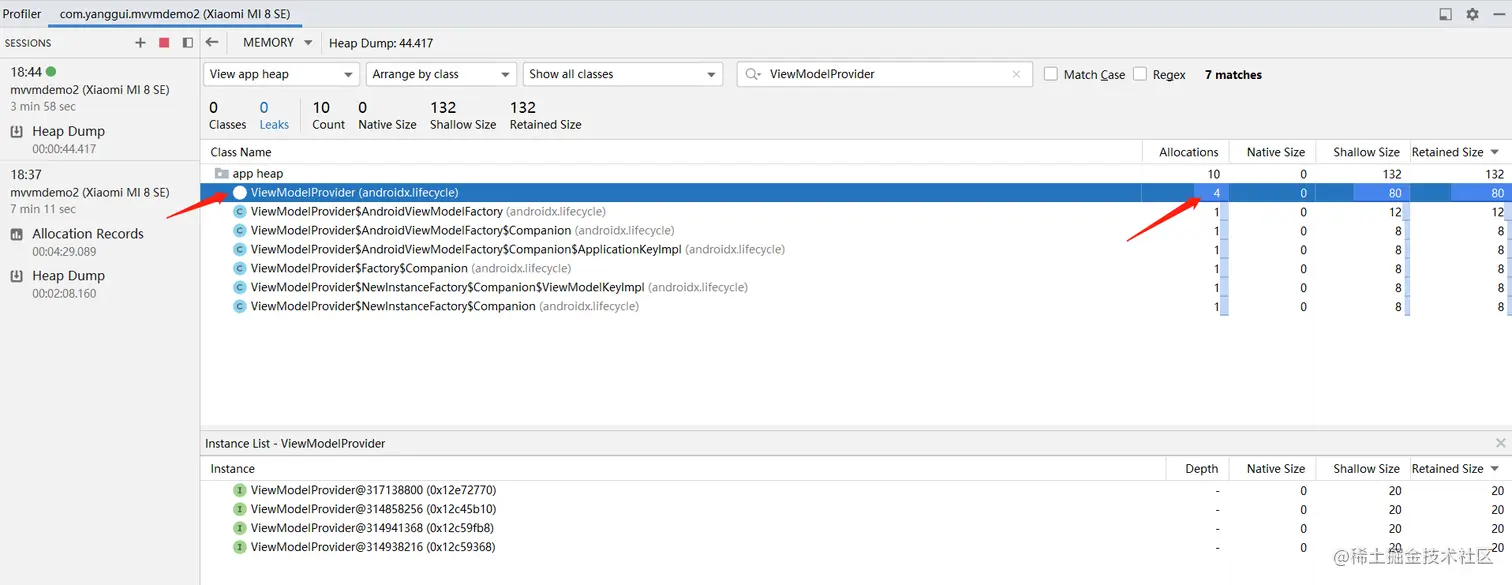 Profiler com.yanggui.mvvmdemo2 (Xiaomi MI 8 SE)
SESSIONS MEMORY Heap Dump: 44.417
18:44
mvvmdemo2 (Xiaomi MI 8 SE)
3 min 58 sec
Heap Dump
00:00:44.417
18:37
mvvmdemo2 (Xiaomi MI 8 SE)
7 min 11 sec
Allocation Records
00:04:29.089
Heap Dump
00:02:08.160
View app heap Arrange by class Show all classes ViewModelProvider Match Case Regex 7 matches
0 0 10 0 132 132
Classes Leaks Count Native Size Shallow Size Retained Size
Class Name Allocations Native Size Shallow Size Retained Size
app heap 10 0 132 132
ViewModelProvider (androidx.lifecycle) 4 0 80 80
ViewModelProvider$AndroidViewModelFactory (androidx.lifecycle) 1 0 12 12
ViewModelProvider$AndroidViewModelFactory$Companion (androidx.lifecycle) 1 0 8 8
ViewModelProvider$AndroidViewModelFactory$Companion$ApplicationKeyImpl (androidx.lifecycle) 1 0 8 8
ViewModelProvider$Factory$Companion (androidx.lifecycle) 1 0 8 8
ViewModelProvider$NewInstanceFactory$Companion$ViewModelKeyImpl (androidx.lifecycle) 1 0 8 8
ViewModelProvider$NewInstanceFactory$Companion (androidx.lifecycle) 1 0 8 8
Instance List - ViewModelProvider
Instance Depth Native Size Shallow Size Retained Size
ViewModelProvider@317138800 (0x12e72770) - 0 20 20
ViewModelProvider@314858256 (0x12c45b10) - 0 20 20
ViewModelProvider@314941368 (0x12c59fb8) - 0 20 20
ViewModelProvider@314938216 (0x12c59368) - 0 20 20
@稀土掘金技术社区